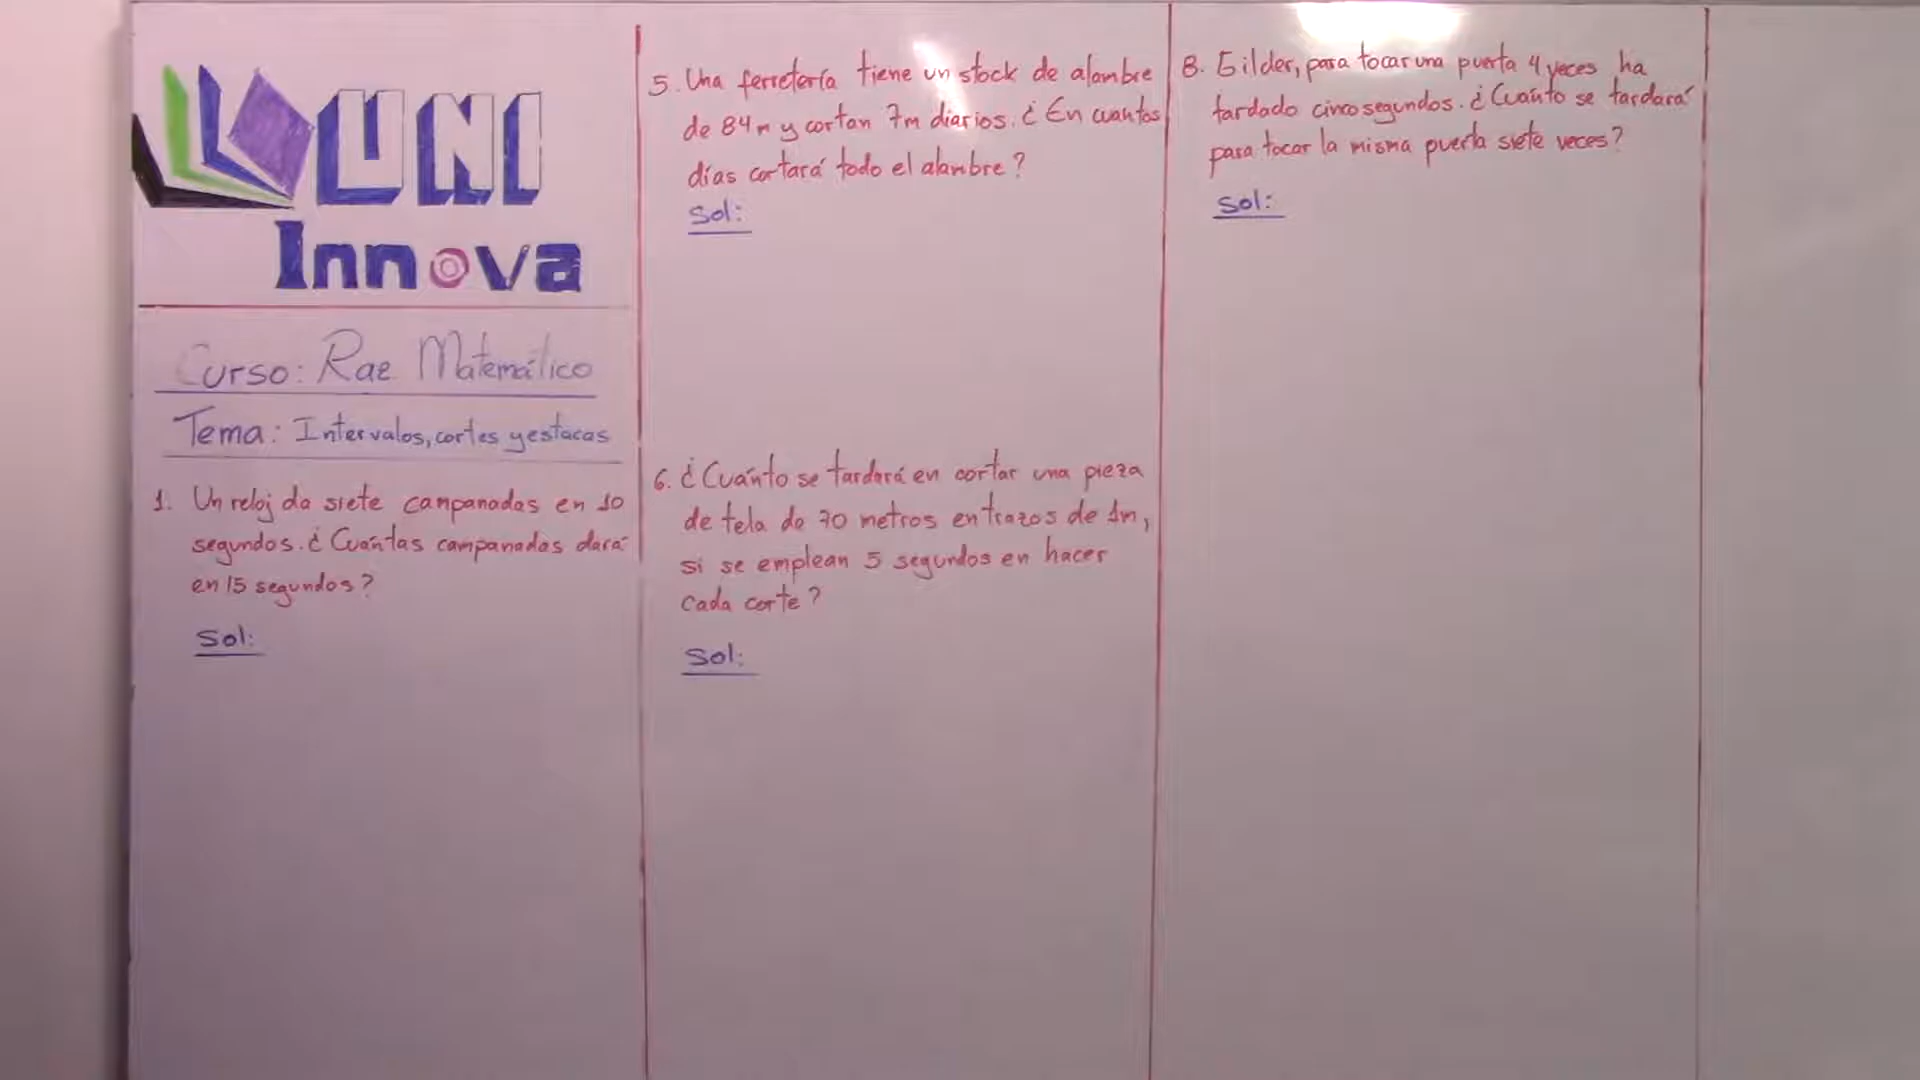 UNI
Innova
Curso: Raz Matemático
Tema: Intervalos, cortes y estacas
1. Un reloj da siete campanadas en 10
segundos. ¿Cuántas campanadas dará
en 15 segundos?
Sol:
5. Una ferretería tiene un stock de alambre
de 84m y cortan 7m diarios. ¿En cuantos
días cortará todo el alambre?
Sol:
6. ¿Cuánto se tardará en cortar una pieza
de tela de 70 metros en trozos de 1m,
si se emplean 5 segundos en hacer
cada corte?
Sol:
8. Gilder, para tocar una puerta 4 veces ha
tardado cinco segundos. ¿Cuánto se tardará
para tocar la misma puerta siete veces?
Sol: